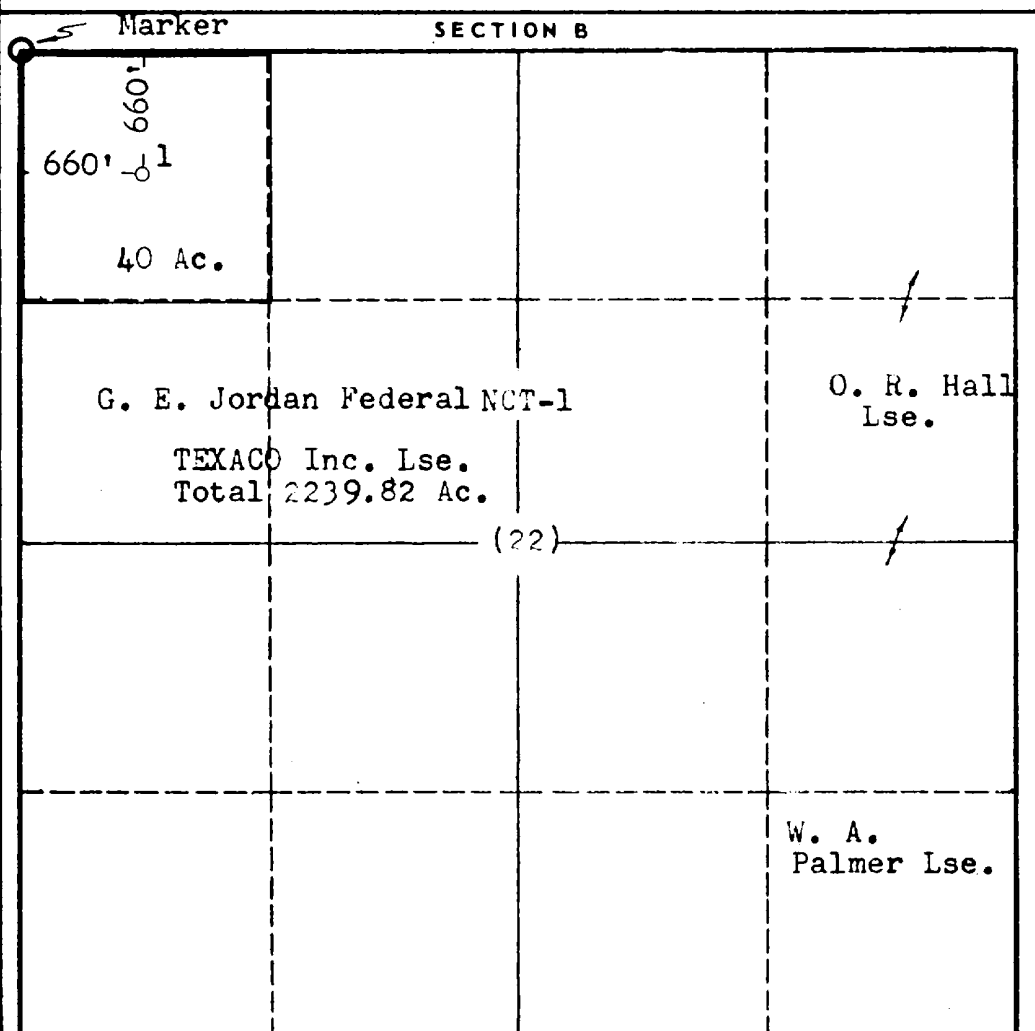 Marker
SECTION B
660'
660' 1
40 Ac.
G. E. Jordan Federal NCT-1
O. R. Hall
Lse.
TEXACO Inc. Lse.
Total 2239.82 Ac.
(22)
W. A.
Palmer Lse.